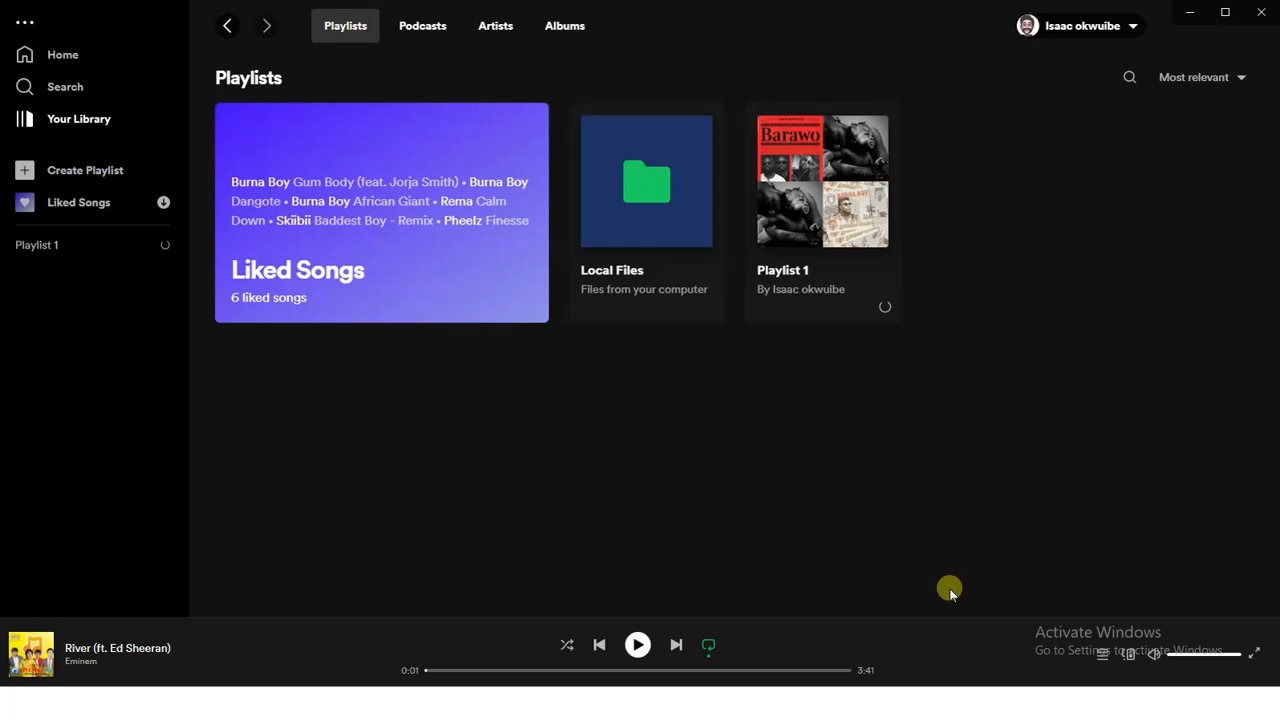 Playlists Podcasts Artists Albums
Isaac okwuibe
Home
Search
Your Library
Create Playlist
Liked Songs
Playlist 1
Playlists
Most relevant
Burna Boy Gum Body (feat. Jorja Smith) • Burna Boy
Dangote • Burna Boy African Giant • Rema Calm
Down • Skiibii Baddest Boy - Remix • Pheelz Finesse
Liked Songs
6 liked songs
Local Files
Files from your computer
Barawo
Playlist 1
By Isaac okwuibe
River (ft. Ed Sheeran)
Eminem
0:01
3:41
Activate Windows
Go to Settings to activate Windows.